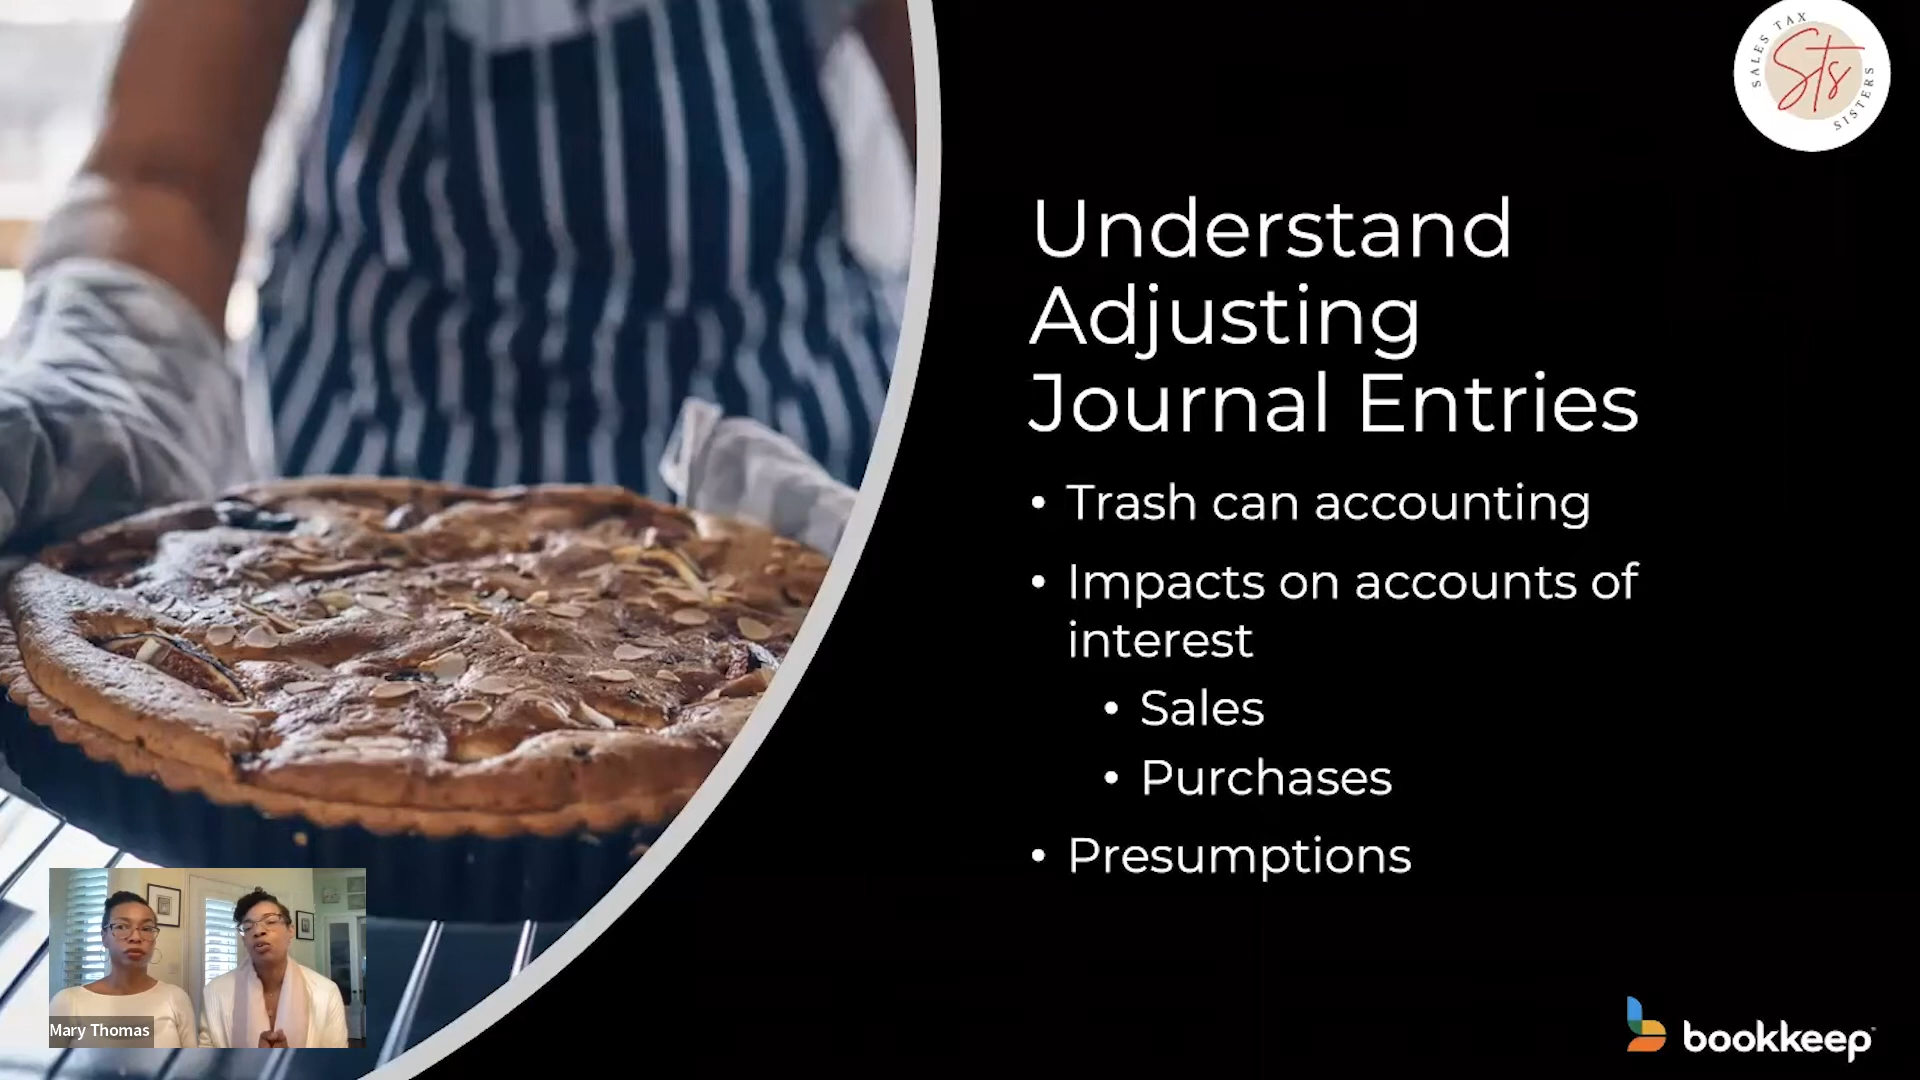 SALES TAX
Sts
SISTERS
Understand
Adjusting
Journal Entries
• Trash can accounting
• Impacts on accounts of
interest
• Sales
• Purchases
• Presumptions
Mary Thomas
bookkeep